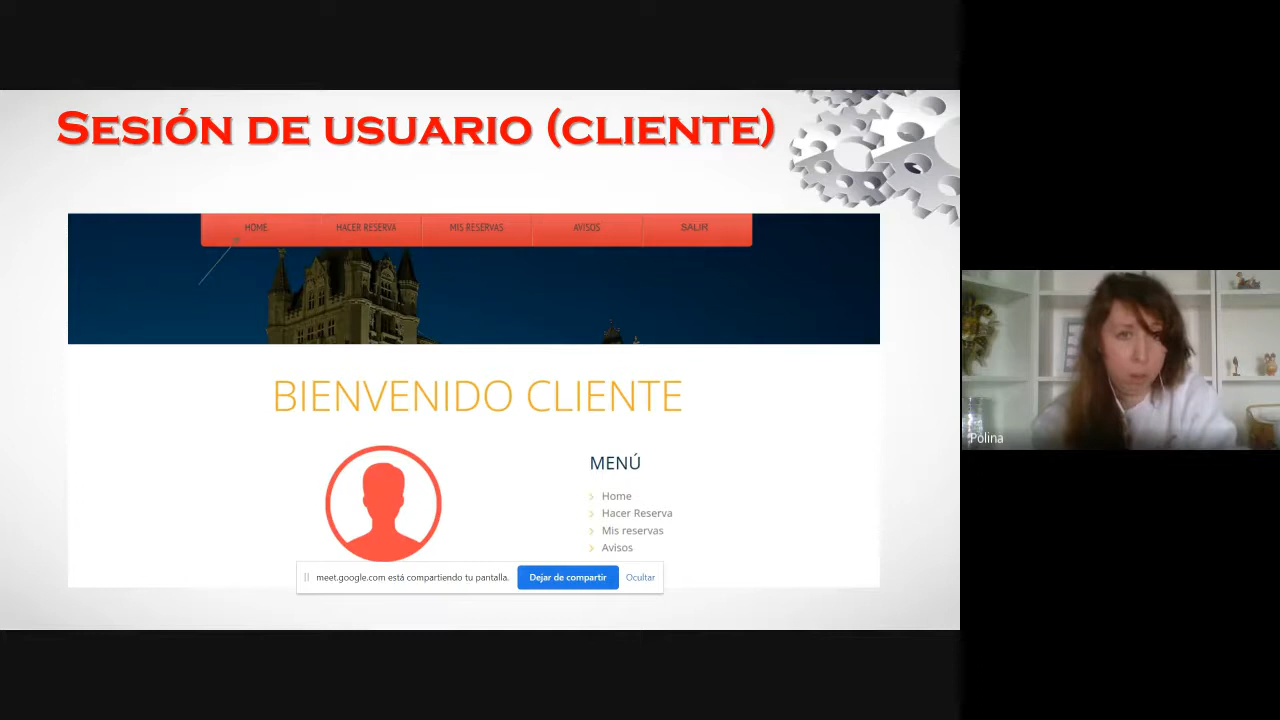 SESIÓN DE USUARIO (CLIENTE)
HOME
HACER RESERVA
MIS RESERVAS
AVISOS
SALIR
BIENVENIDO CLIENTE
MENÚ
Home
Hacer Reserva
Mis reservas
Avisos
meet.google.com está compartiendo tu pantalla.
Dejar de compartir
Ocultar
Polina